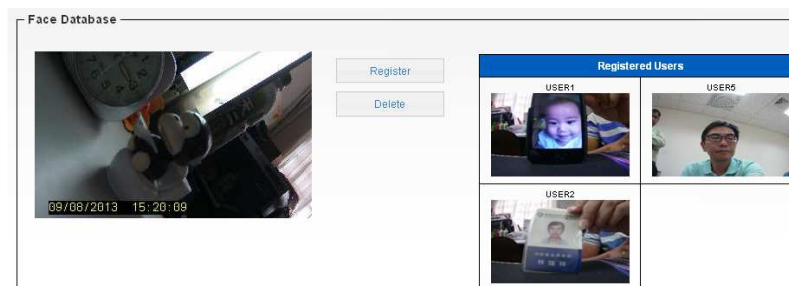 Face Database
Register
Delete
Registered Users
USER1
USER5
USER2
09/08/2013 15:20:09